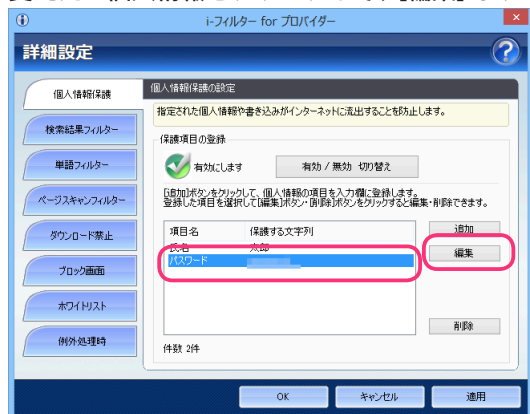 i-フィルター for プロバイダー
詳細設定
?
個人情報保護
検索結果フィルター
単語フィルター
ページスキャンフィルター
ダウンロード禁止
ブロック画面
ホワイトリスト
例外処理時
個人情報保護の設定
指定された個人情報や書き込みがインターネットに流出することを防止します。
保護項目の登録
有効にします
有効 / 無効 切り替え
[追加]ボタンをクリックして、個人情報の項目を入力欄に登録します。
登録した項目を選択して[編集]ボタン・[削除]ボタンをクリックすると編集・削除できます。
項目名 保護する文字列
氏名 太郎
パスワード
追加
編集
削除
件数 2件
OK キャンセル 適用